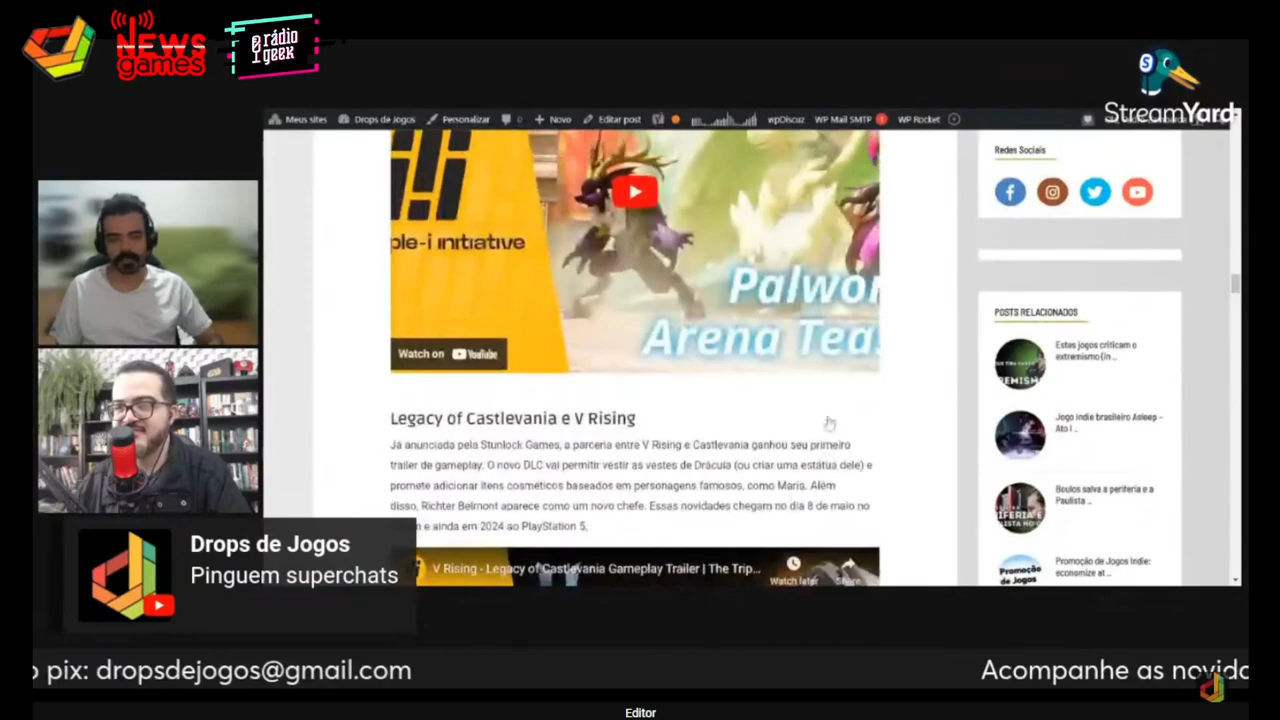 NEWS games
rádio geek
StreamYard
Meus sites Drops de Jogos Personalizar 0 Novo Editar post wpDiscuz WP Mail SMTP 1 WP Rocket
ple-i initiative
Palwor
Arena Teas
Watch on YouTube
Redes Sociais
POSTS RELACIONADOS
Estes jogos criticam o
extremismo (in ...
Jogo indie brasileiro Asleep -
Ato I ...
Boulos salva a periferia e a
Paulista ...
Promoção de Jogos Indie:
economize at ...
Promoção
de Jogos
Legacy of Castlevania e V Rising
Já anunciada pela Stunlock Games, a parceria entre V Rising e Castlevania ganhou seu primeiro
trailer de gameplay. O novo DLC vai permitir vestir as vestes de Drácula (ou criar uma estátua dele) e
promete adicionar itens cosméticos baseados em personagens famosos, como Maria. Além
disso, Richter Belmont aparece como um novo chefe. Essas novidades chegam no dia 8 de maio no
n e ainda em 2024 ao PlayStation 5.
V Rising - Legacy of Castlevania Gameplay Trailer | The Trip...
Watch later Share
Drops de Jogos
Pinguem superchats
o pix: dropsdejogos@gmail.com
Acompanhe as novida
Editor